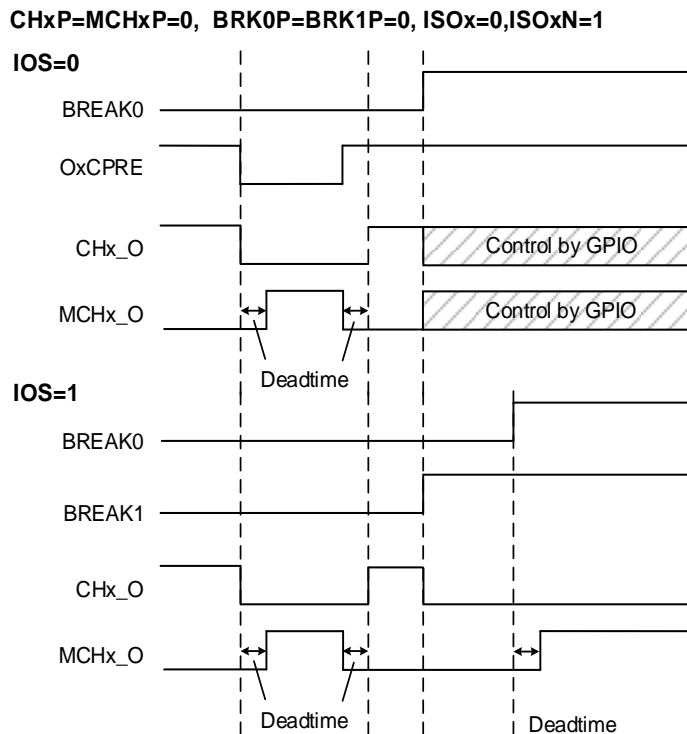 CHxP=MCHxP=0, BRK0P=BRK1P=0, ISOx=0,ISOxN=1
IOS=0
BREAK0
OxCPRE
CHx_O
Control by GPIO
MCHx_O
Control by GPIO
Deadtime
IOS=1
BREAK0
BREAK1
CHx_O
MCHx_O
Deadtime
Deadtime